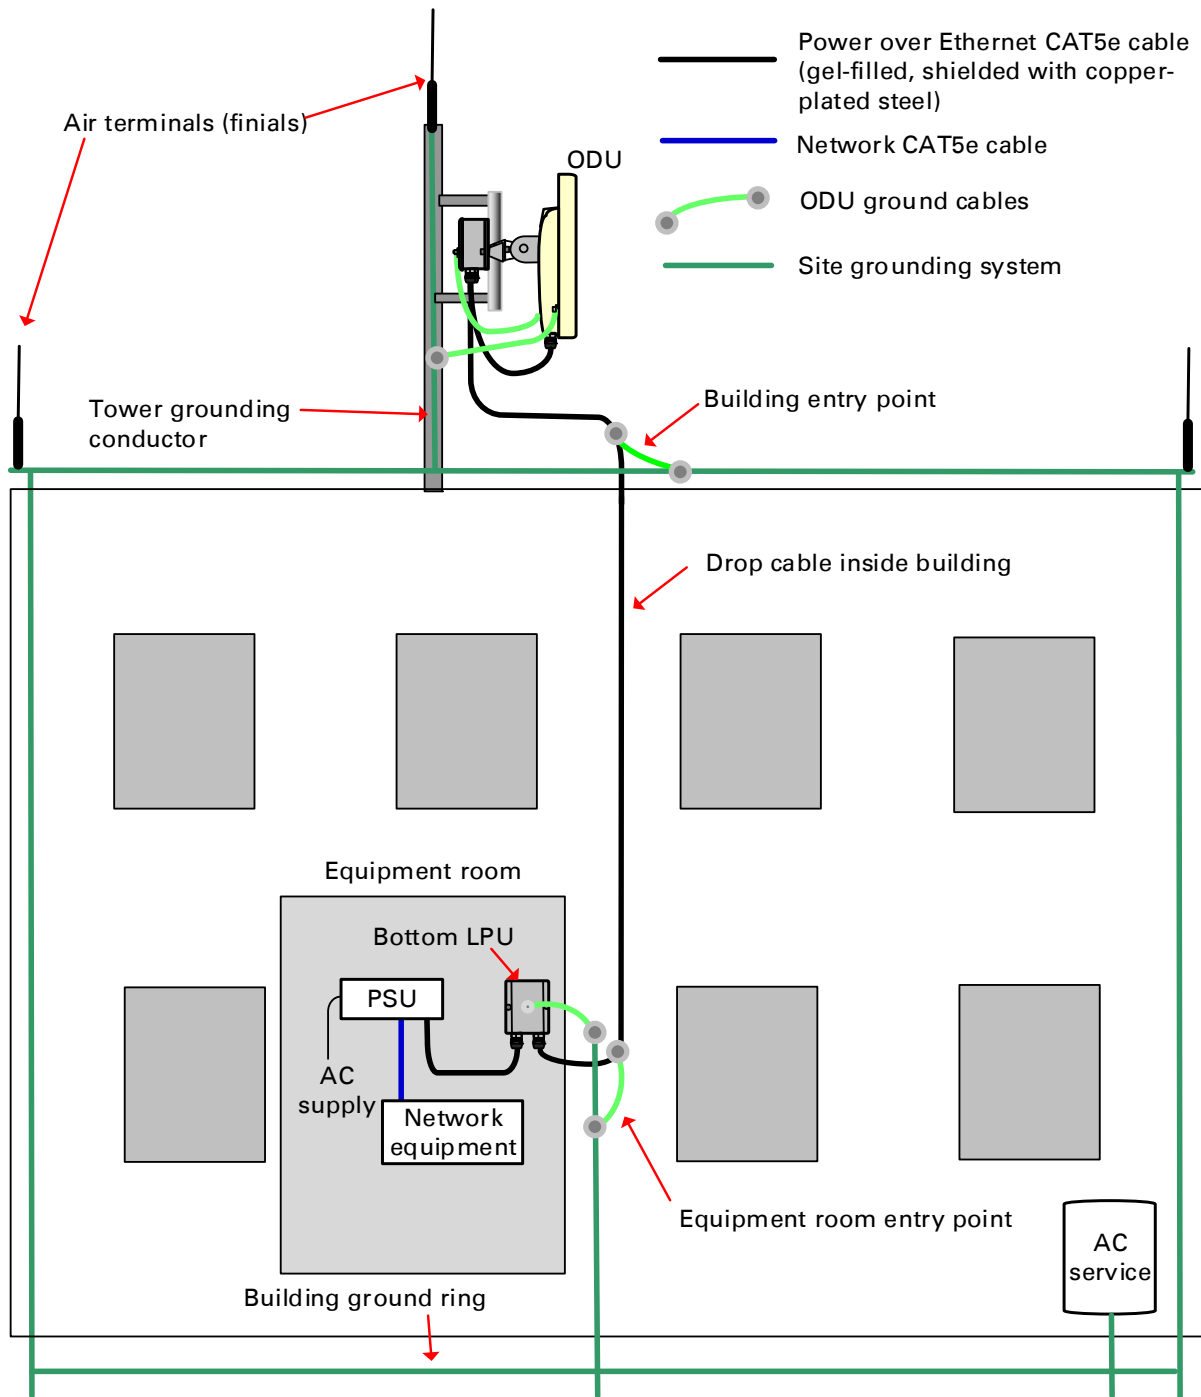 Power over Ethernet CAT5e cable
(gel-filled, shielded with copper-
plated steel)
Air terminals (finials)
Network CAT5e cable
ODU
ODU ground cables
Site grounding system
Tower grounding
conductor
Building entry point
Drop cable inside building
Equipment room
Bottom LPU
PSU
AC
supply
Network
equipment
Equipment room entry point
AC
service
Building ground ring